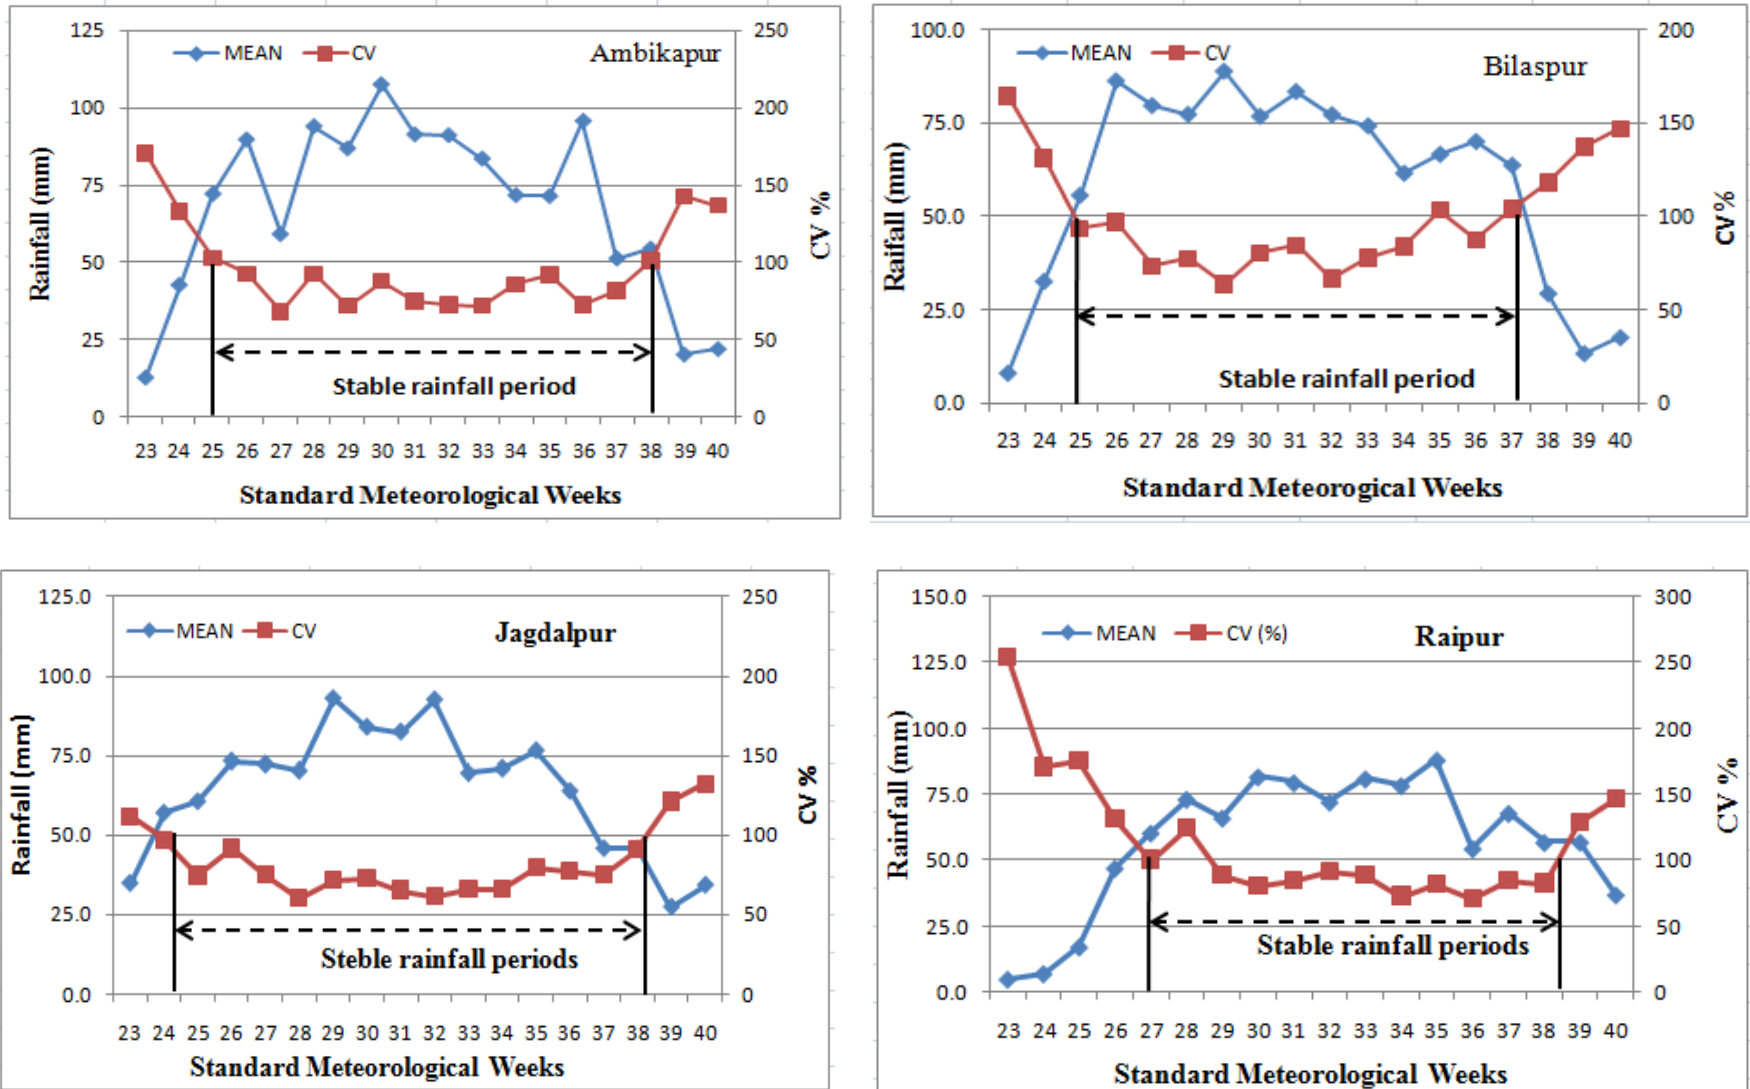 Ambikapur
MEAN CV
Rainfall (mm)
125
100
75
50
25
0
250
200
150
100
50
0
CV %
Stable rainfall period
23 24 25 26 27 28 29 30 31 32 33 34 35 36 37 38 39 40
Standard Meteorological Weeks
Bilaspur
MEAN CV
Raifall (mm)
100.0
75.0
50.0
25.0
0.0
200
150
100
50
0
CV %
Stable rainfall period
23 24 25 26 27 28 29 30 31 32 33 34 35 36 37 38 39 40
Standard Meteorogical Weeks
Jagdalpur
MEAN CV
Rainfall (mm)
125.0
100.0
75.0
50.0
25.0
0.0
250
200
150
100
50
0
CV %
Steble rainfall periods
23 24 25 26 27 28 29 30 31 32 33 34 35 36 37 38 39 40
Standard Meteorological Weeks
Raipur
MEAN CV (%)
Rainfall (mm)
150.0
125.0
100.0
75.0
50.0
25.0
0.0
300
250
200
150
100
50
0
CV %
Stable rainfall periods
23 24 25 26 27 28 29 30 31 32 33 34 35 36 37 38 39 40
Standard Meteorological Weeks